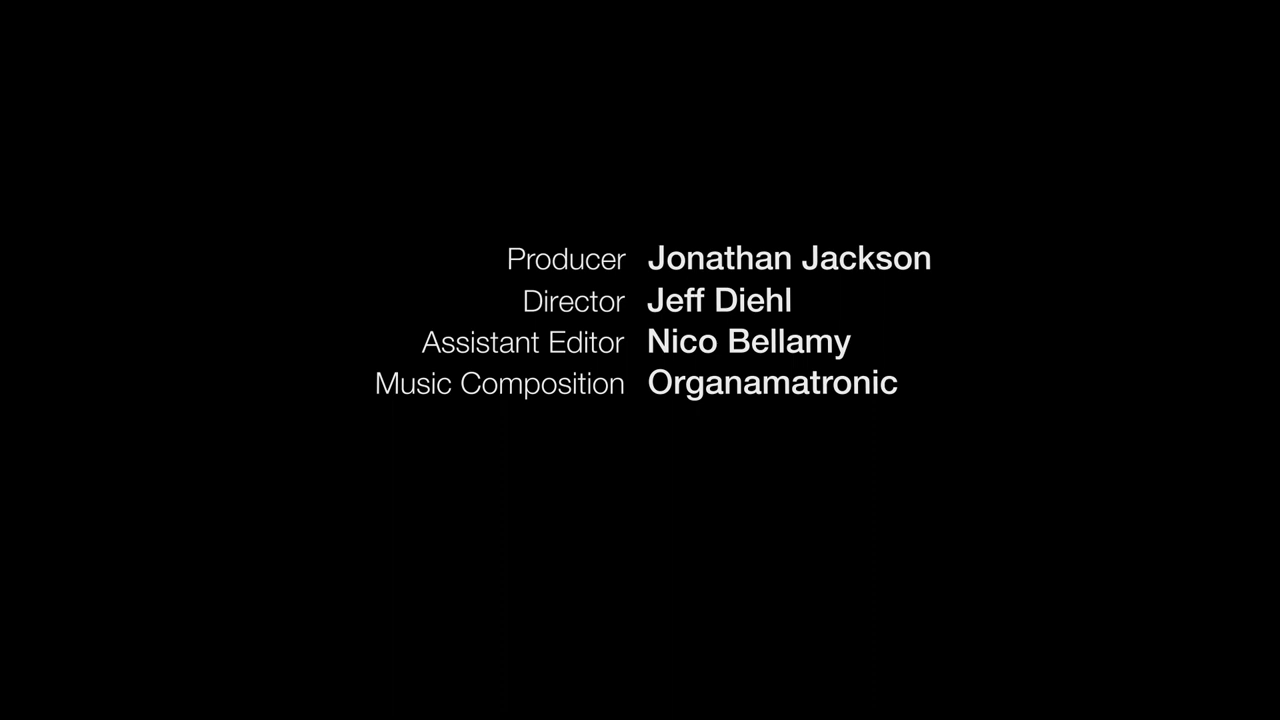 Producer Jonathan Jackson
Director Jeff Diehl
Assistant Editor Nico Bellamy
Music Composition Organamatronic